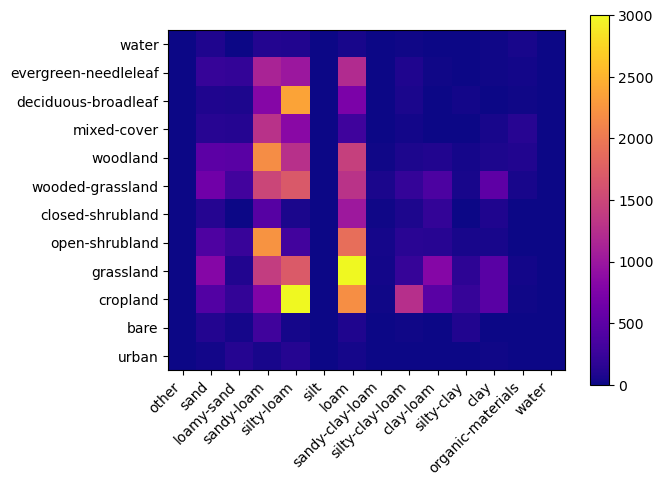 water
evergreen-needleleaf
deciduous-broadleaf
mixed-cover
woodland
wooded-grassland
closed-shrubland
open-shrubland
grassland
cropland
bare
urban
other
sand
loamy-sand
sandy-loam
silty-loam
silt
loam
sandy-clay-loam
silty-clay-loam
clay-loam
silty-clay
clay
organic-materials
water
3000
2500
2000
1500
1000
500
0